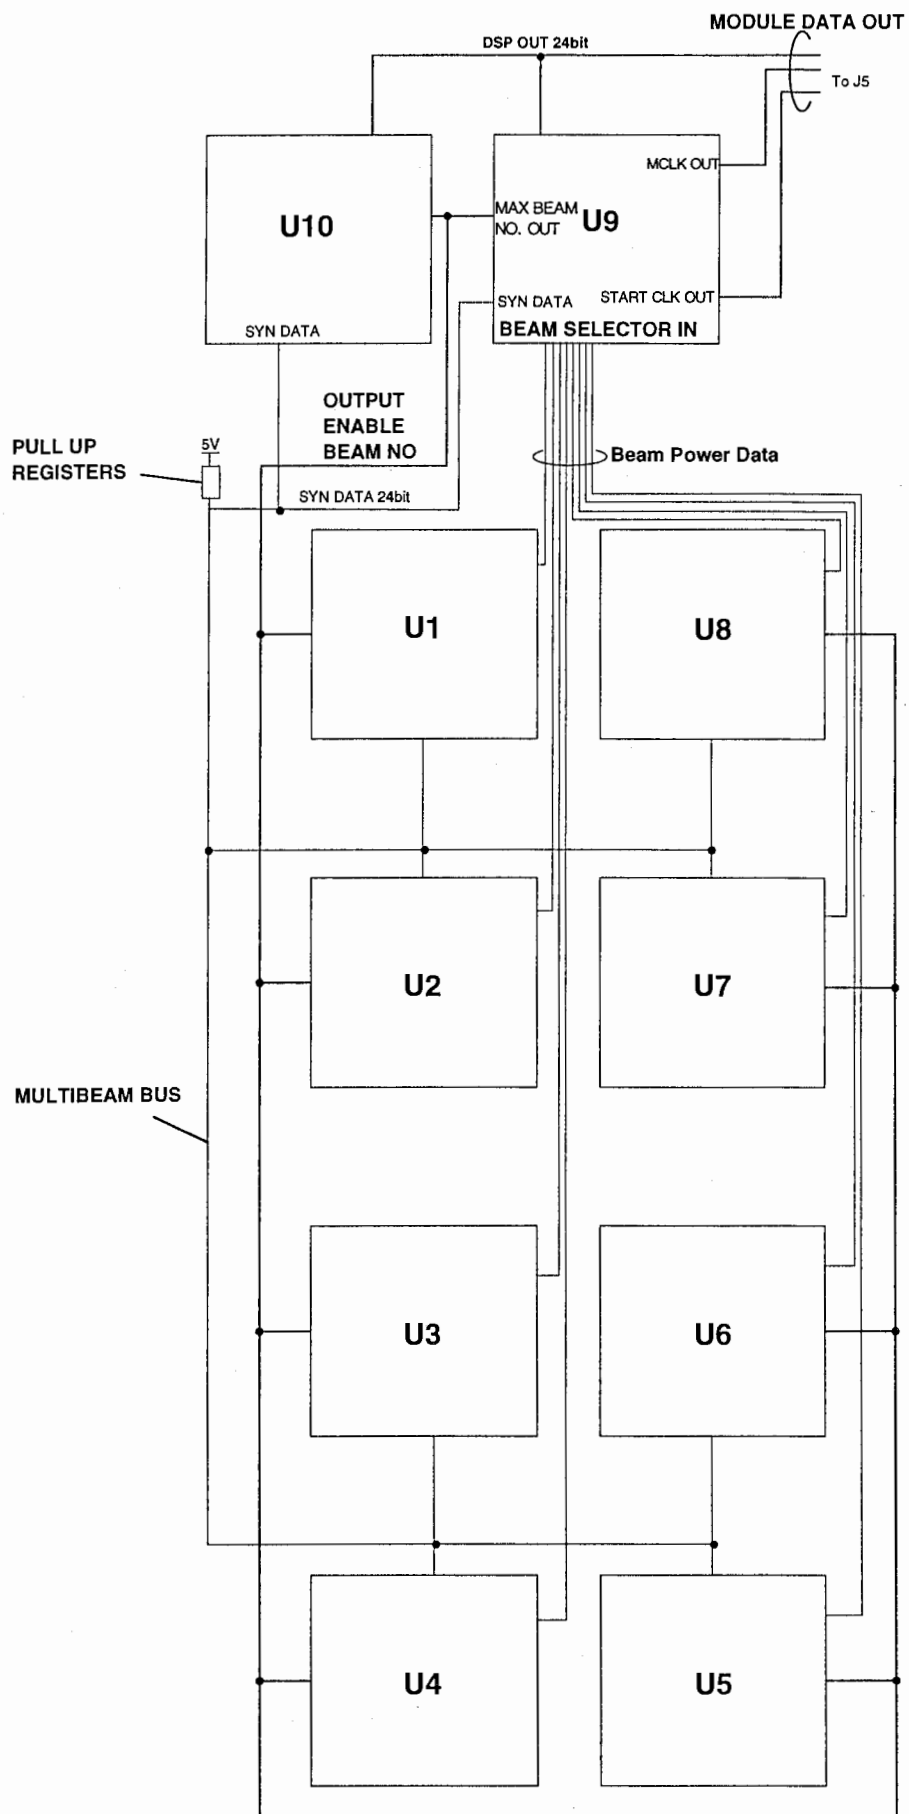 MODULE DATA OUT
DSP OUT 24bit
To J5
MCLK OUT
U10
MAX BEAM
NO. OUT
U9
SYN DATA
START CLK OUT
SYN DATA
BEAM SELECTOR IN
OUTPUT
ENABLE
BEAM NO
PULL UP
REGISTERS
5V
Beam Power Data
SYN DATA 24bit
U1
U8
U2
U7
MULTIBEAM BUS
U3
U6
U4
U5